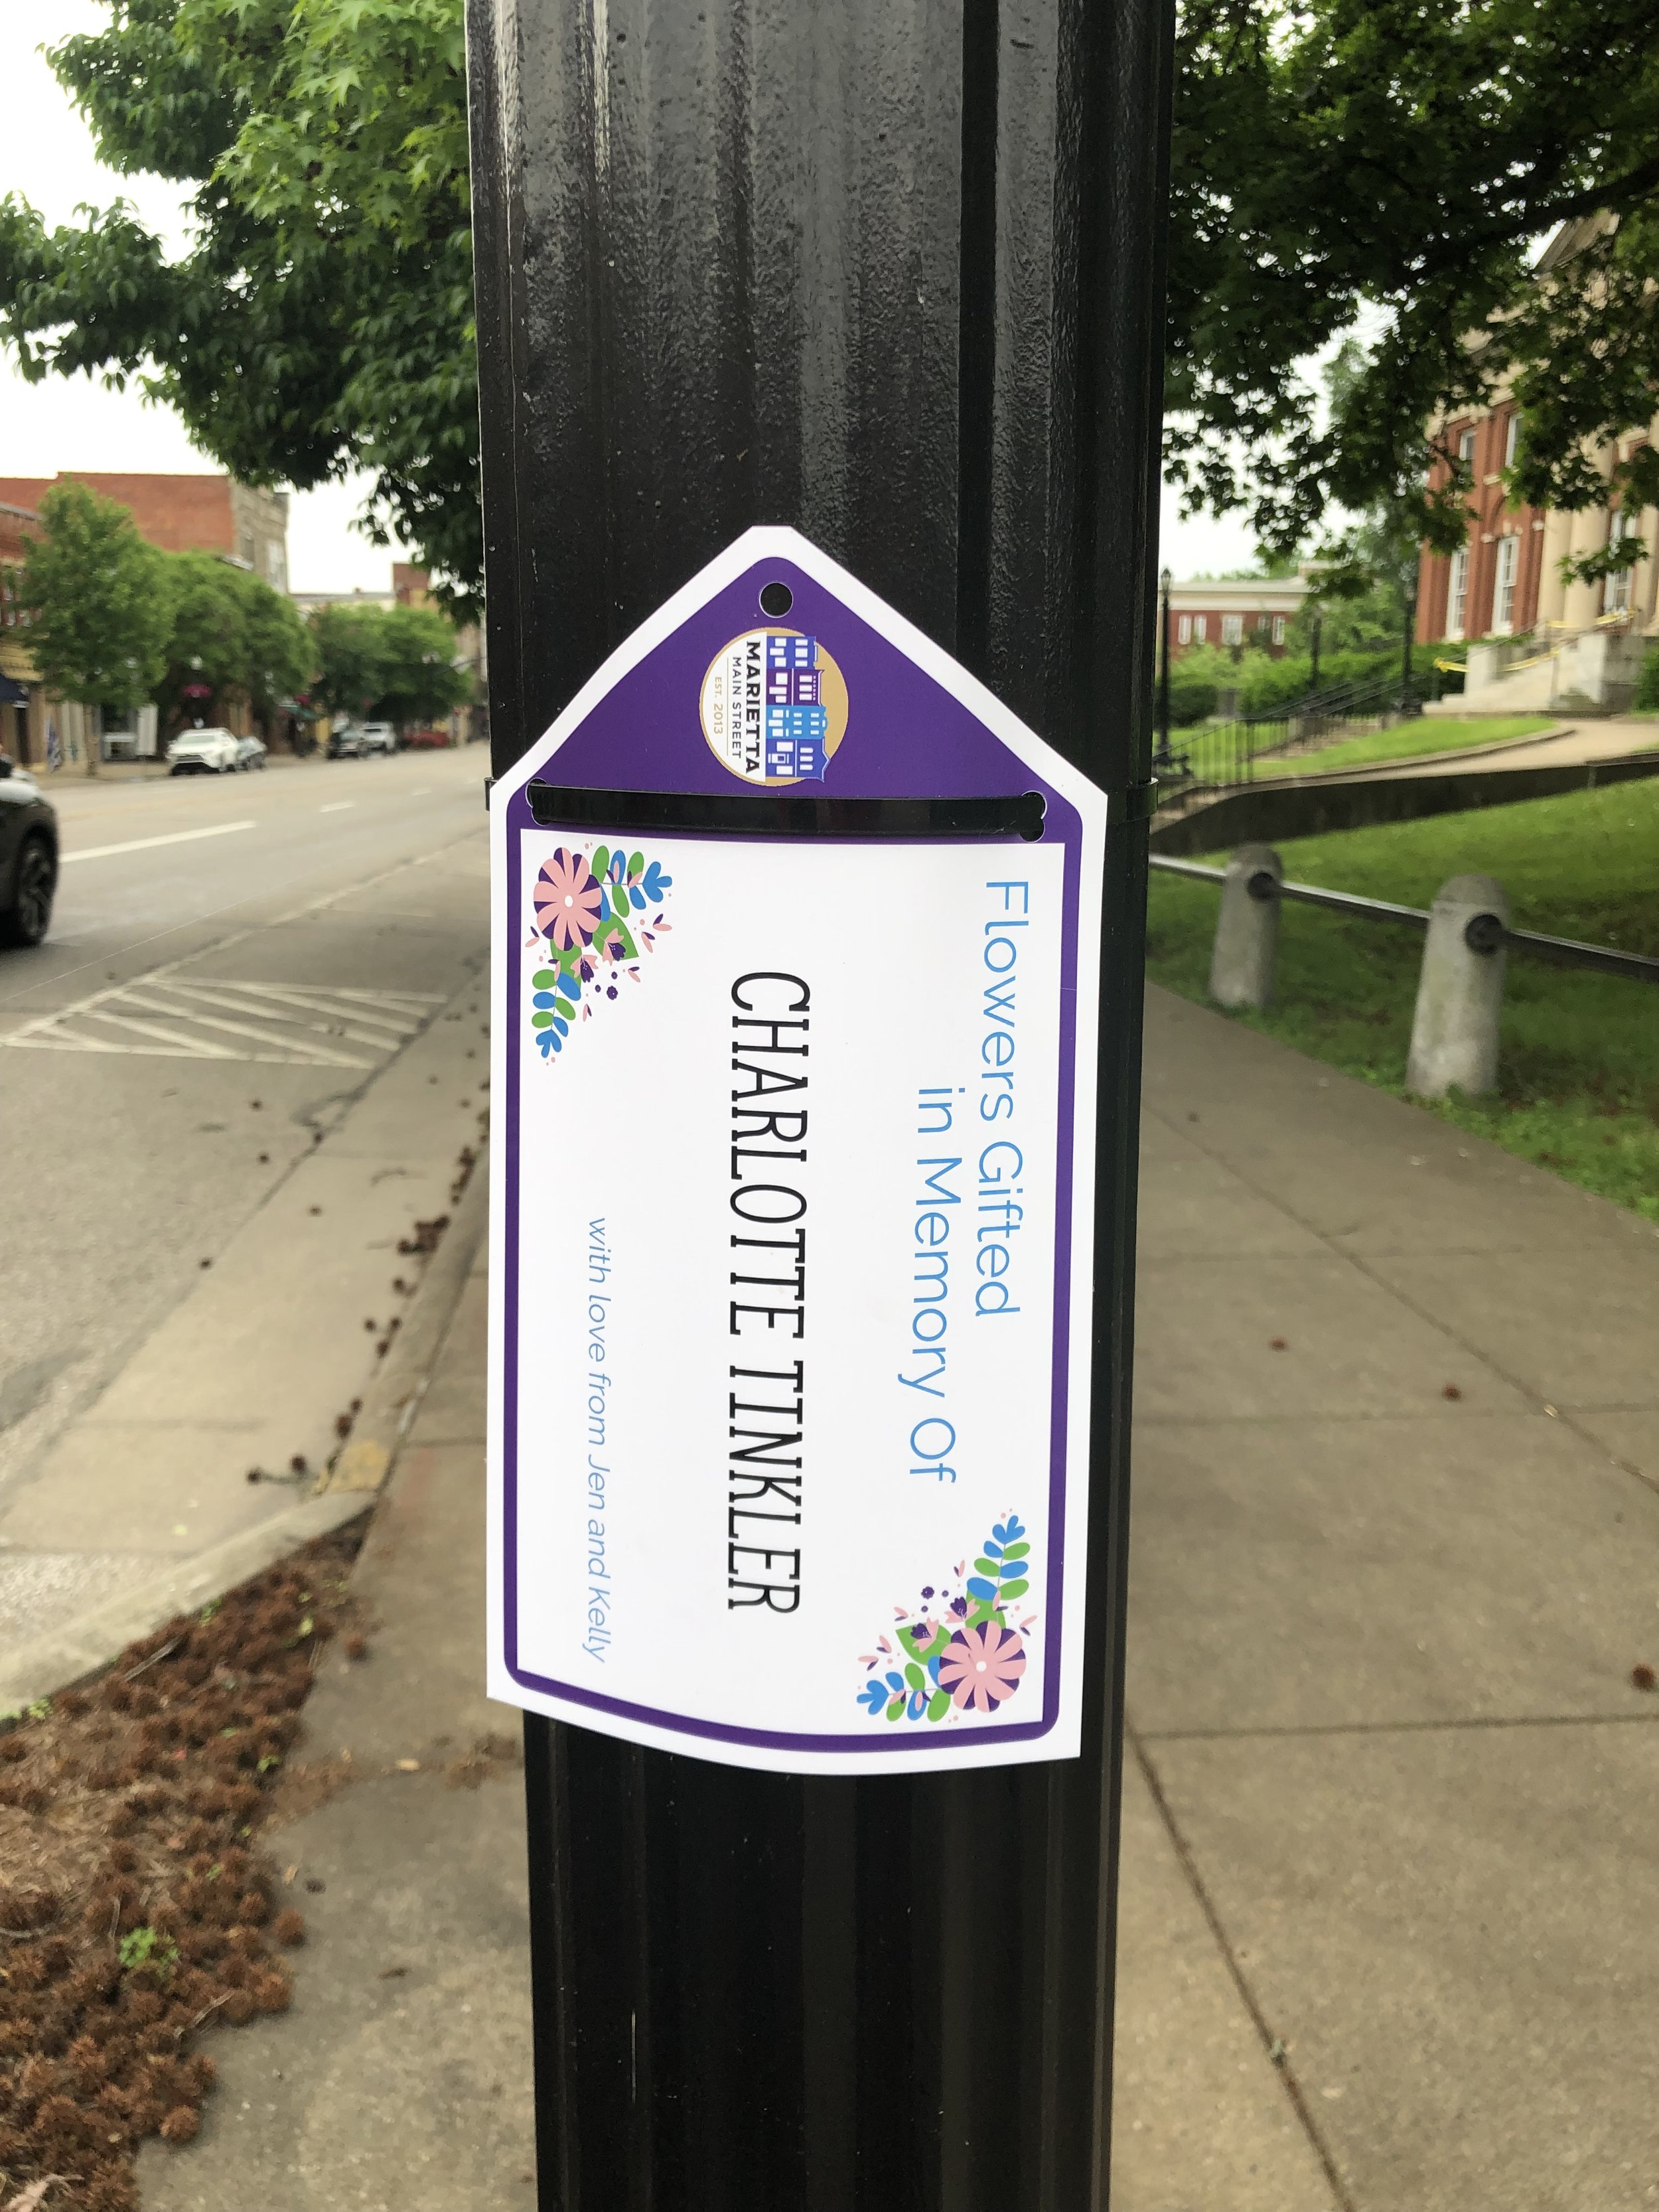 MARIETTA
MAIN STREET
EST. 2013
Flowers Gifted
in Memory Of
CHARLOTTE TINKLER
with love from Jen and Kelly